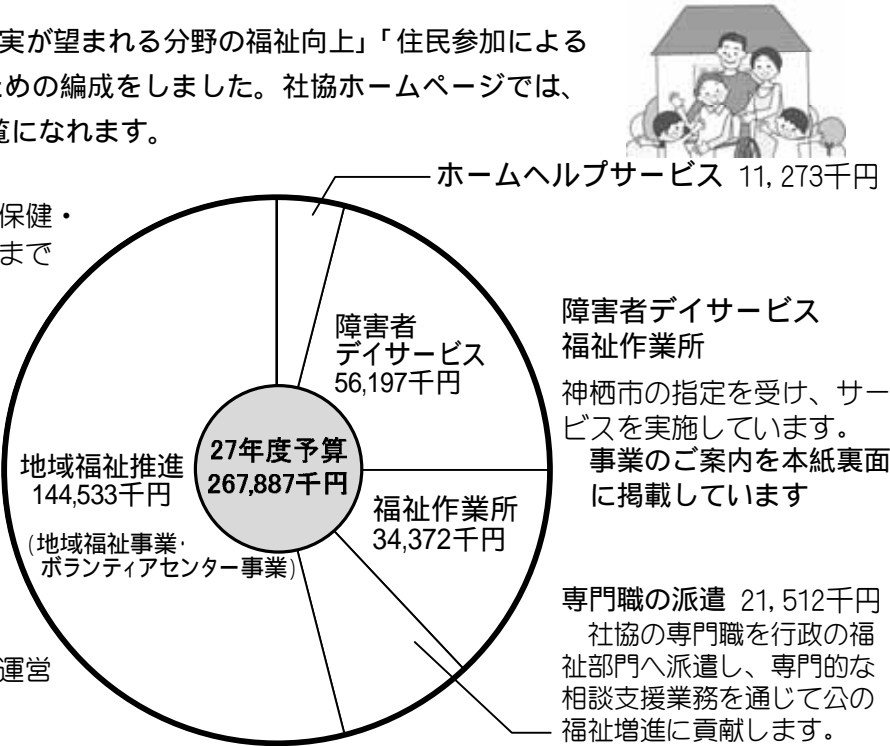 実が望まれる分野の福祉向上」「住民参加による
ための編成をしました。社協ホームページでは、
覧になれます。
ホームヘルプサービス 11,273千円
保健・
まで
障害者
デイサービス
56,197千円
障害者デイサービス
福祉作業所
神栖市の指定を受け、サー
ビスを実施しています。
事業のご案内を本紙裏面
に掲載しています
27年度予算
267,887千円
地域福祉推進
144,533千円
(地域福祉事業・
ボランティアセンター事業)
福祉作業所
34,372千円
専門職の派遣 21,512千円
社協の専門職を行政の福
祉部門へ派遣し、専門的な
相談支援業務を通じて公の
福祉増進に貢献します。
運営